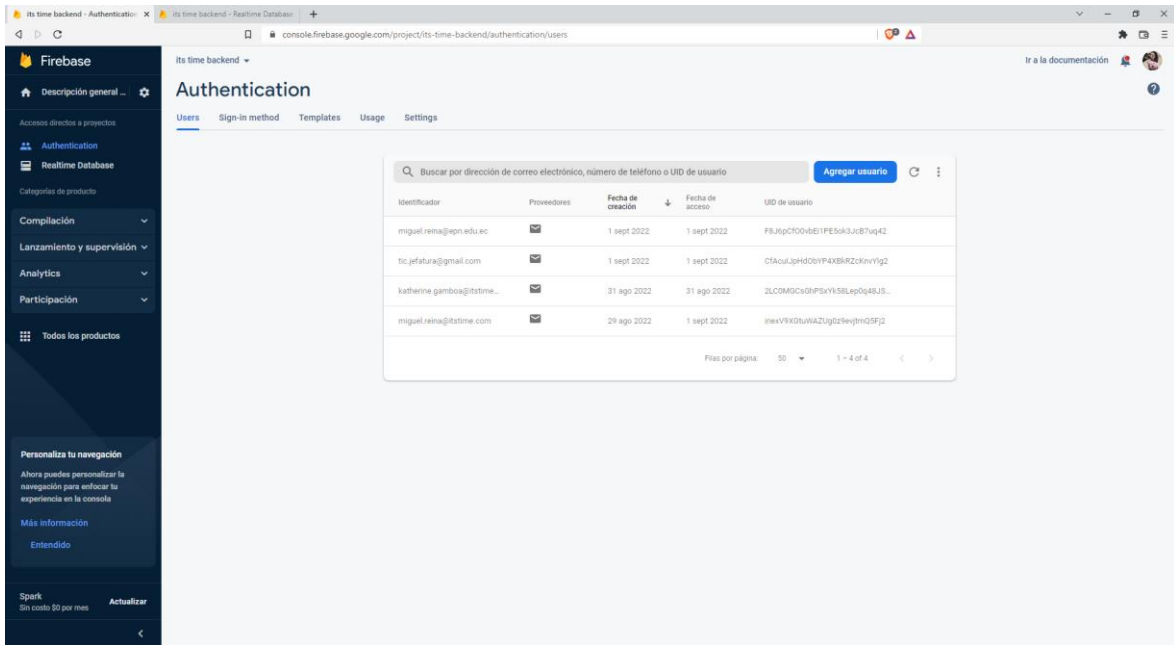 its time backend - Authentication
its time backend - Realtime Database
console.firebase.google.com/project/its-time-backend/authentication/users
Firebase
Descripción general ...
Accesos directos a proyectos
Authentication
Realtime Database
Categorías de producto
Compilación
Lanzamiento y supervisión
Analytics
Participación
Todos los productos
Personaliza tu navegación
Ahora puedes personalizar la
navegación para enfocar tu
experiencia en la consola
Más información
Entendido
Spark
Sin costo $0 por mes
Actualizar
its time backend
Ir a la documentación
Authentication
Users Sign-in method Templates Usage Settings
Buscar por dirección de correo electrónico, número de teléfono o UID de usuario
Agregar usuario
Identificador Proveedores Fecha de creación Fecha de acceso UID de usuario
miguel.reina@epn.edu.ec 1 sept 2022 1 sept 2022
tic.jefatura@gmail.com 1 sept 2022 1 sept 2022
katherine.gamboa@itstime... 31 ago 2022 31 ago 2022
miguel.reina@itstime.com 29 ago 2022 1 sept 2022
Filas por página: 50 1 – 4 of 4